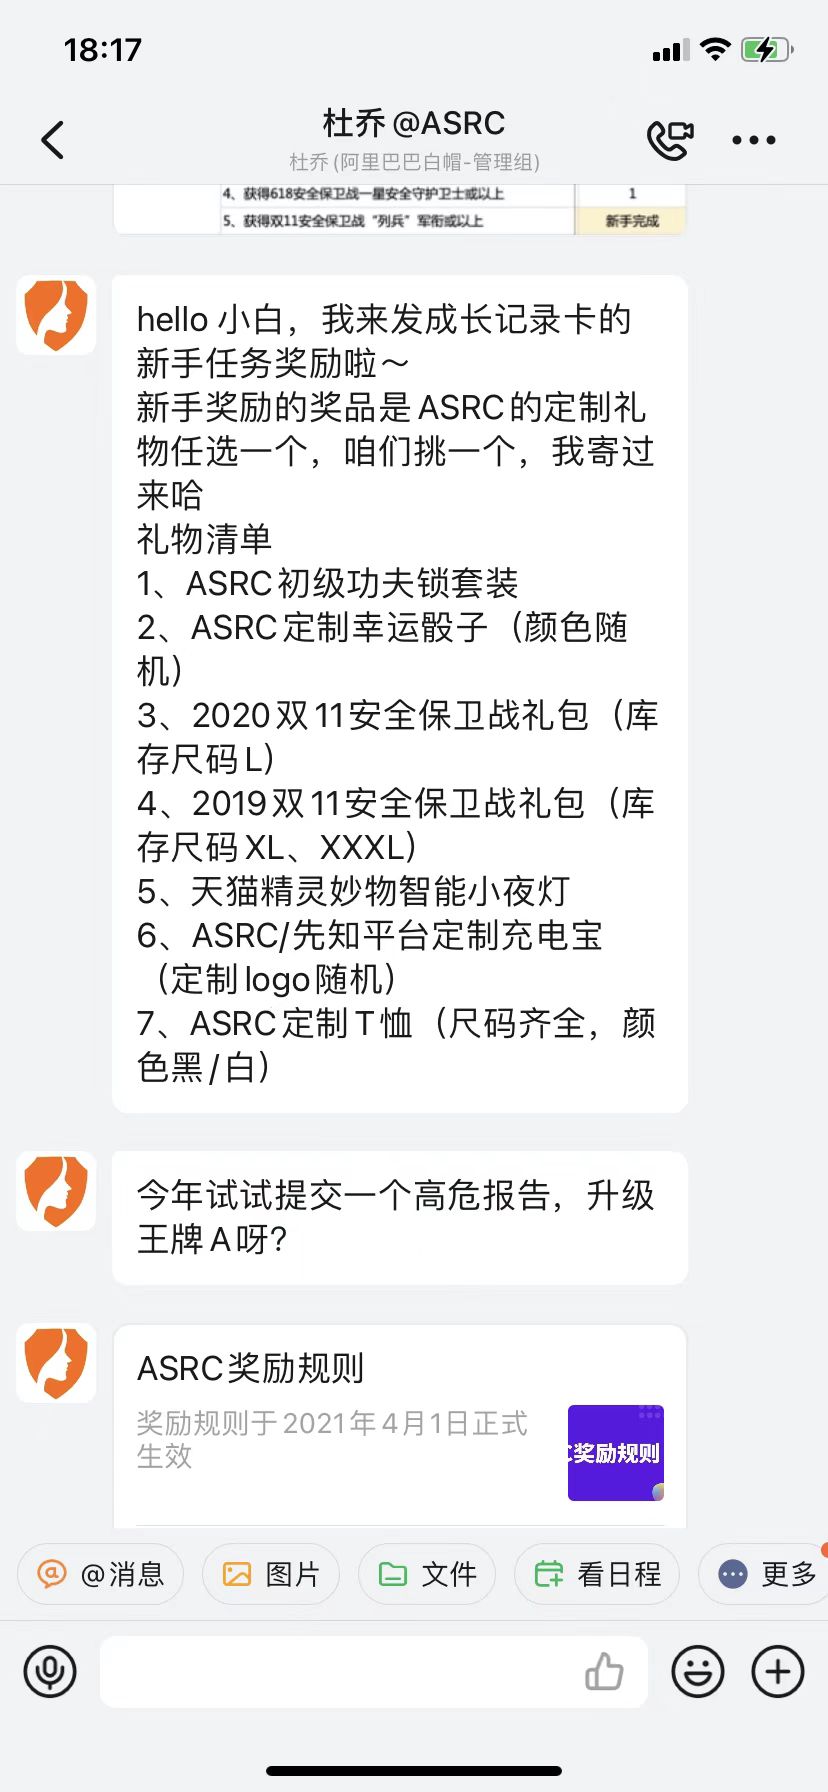 18:17
杜乔@ASRC
杜乔(阿里巴巴白帽-管理组)
4、获得618安全保卫战一星安全守护卫士或以上 1
5、获得双11安全保卫战“列兵”军衔或以上 新手完成
hello 小白，我来发成长记录卡的
新手任务奖励啦～
新手奖励的奖品是ASRC的定制礼
物任选一个，咱们挑一个，我寄过
来哈
礼物清单
1、ASRC初级功夫锁套装
2、ASRC定制幸运骰子（颜色随
机）
3、2020双11安全保卫战礼包（库
存尺码L）
4、2019双11安全保卫战礼包（库
存尺码XL、XXXL）
5、天猫精灵妙物智能小夜灯
6、ASRC/先知平台定制充电宝
（定制logo随机）
7、ASRC定制T恤（尺码齐全，颜
色黑/白）
今年试试提交一个高危报告，升级
王牌A呀？
ASRC奖励规则
奖励规则于2021年4月1日正式
生效
C奖励规则
@消息 图片 文件 看日程 更多